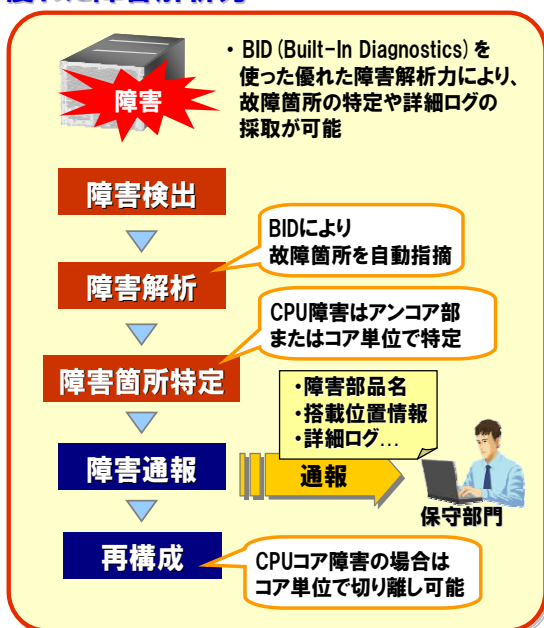 ・BID(Built-In Diagnostics)を
使った優れた障害解析力により、
故障箇所の特定や詳細ログの
採取が可能
障害
障害検出
BIDにより
故障箇所を自動指摘
障害解析
CPU障害はアンコア部
またはコア単位で特定
障害箇所特定
・障害部品名
・搭載位置情報
・詳細ログ…
障害通報
通報
保守部門
再構成
CPUコア障害の場合は
コア単位で切り離し可能